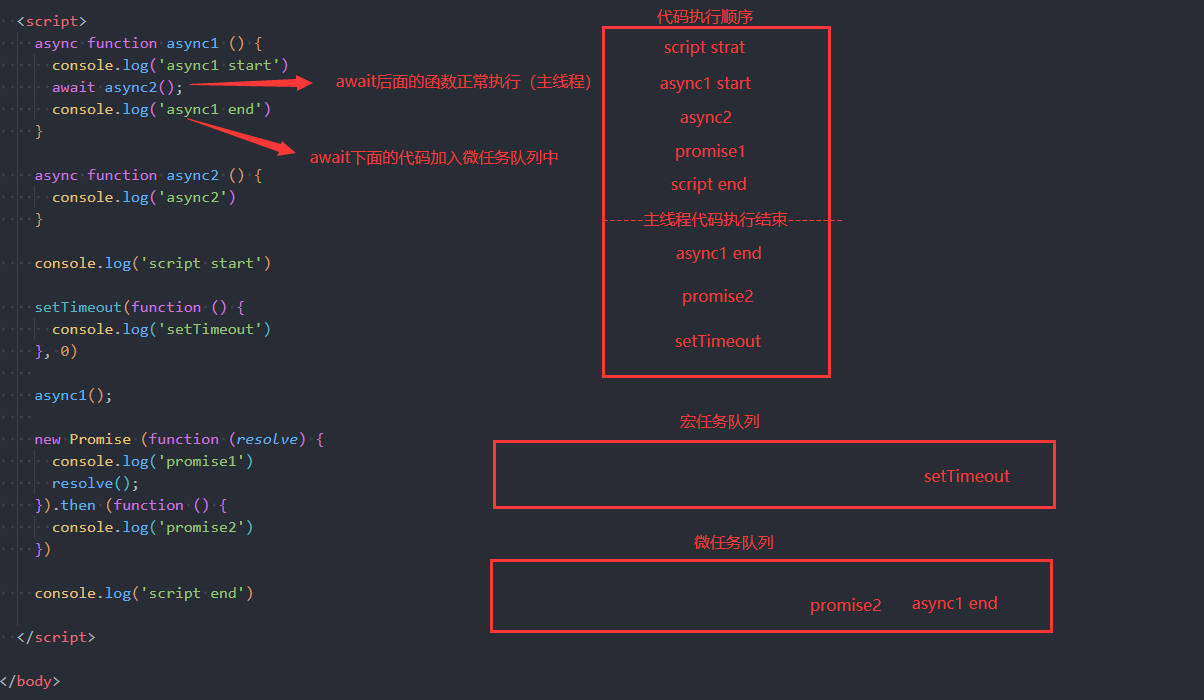 <script>
async function async1 () {
console.log('async1 start')
await async2();
console.log('async1 end')
}
async function async2 () {
console.log('async2')
}
console.log('script start')
setTimeout(function () {
console.log('setTimeout')
}, 0)
async1();
new Promise (function (resolve) {
console.log('promise1')
resolve();
}).then (function () {
console.log('promise2')
})
console.log('script end')
</script>
</body>
await后面的函数正常执行（主线程）
await下面的代码加入微任务队列中
代码执行顺序
script strat
async1 start
async2
promise1
script end
------主线程代码执行结束--------
async1 end
promise2
setTimeout
宏任务队列
setTimeout
微任务队列
promise2 async1 end